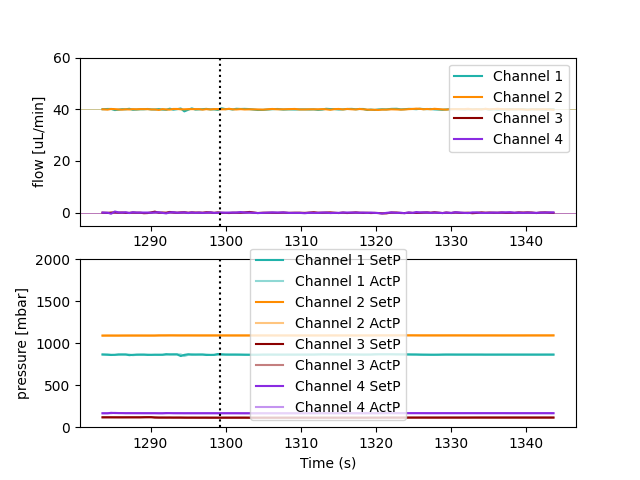 60
40
20
0
flow [uL/min]
Channel 1
Channel 2
Channel 3
Channel 4
1290 1300 1310 1320 1330 1340
2000
1500
1000
500
0
pressure [mbar]
Channel 1 SetP
Channel 1 ActP
Channel 2 SetP
Channel 2 ActP
Channel 3 SetP
Channel 3 ActP
Channel 4 SetP
Channel 4 ActP
1290 1300 1310 1320 1330 1340
Time (s)